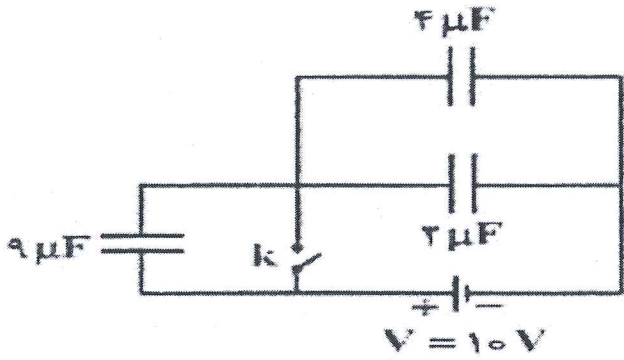 ۴ μF
۲ μF
۹ μF
k
+ −
V = ۱۰ V